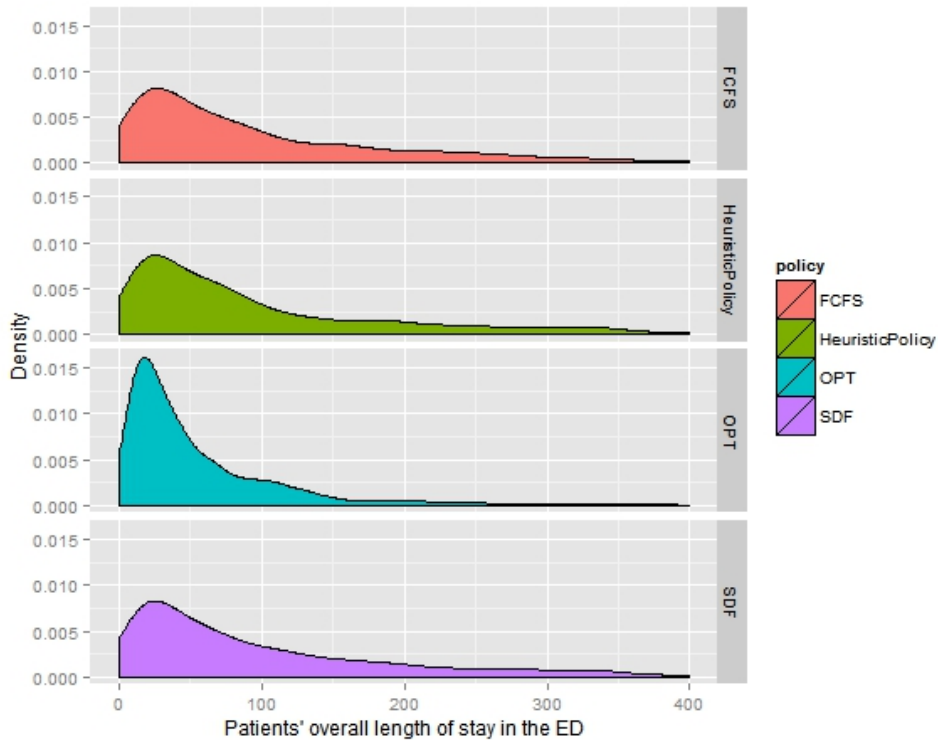 0.015
0.010
0.005
0.000
FCFS
0.015
0.010
0.005
0.000
HeuristicPolicy
0.015
0.010
0.005
0.000
OPT
0.015
0.010
0.005
0.000
SDF
Density
0 100 200 300 400
Patients' overall length of stay in the ED
policy
FCFS
HeuristicPolicy
OPT
SDF